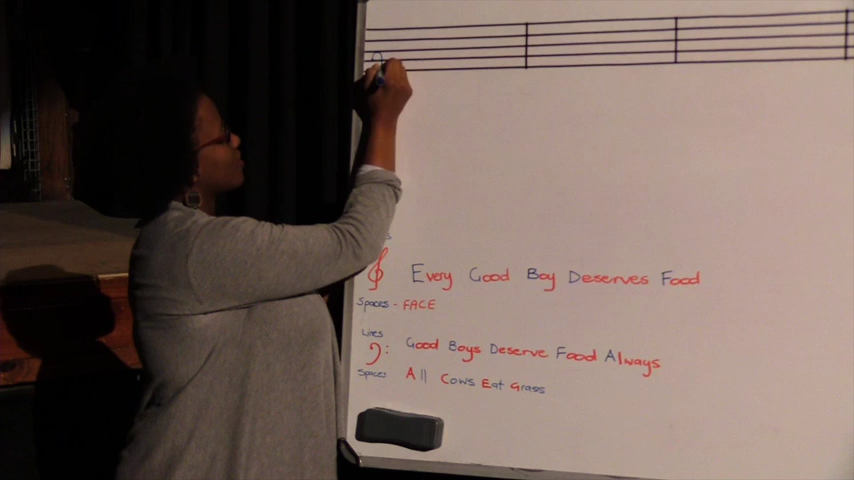 Every Good Boy Deserves Food
Spaces - FACE
Lines
Good Boys Deserve Food Always
Spaces All Cows Eat Grass